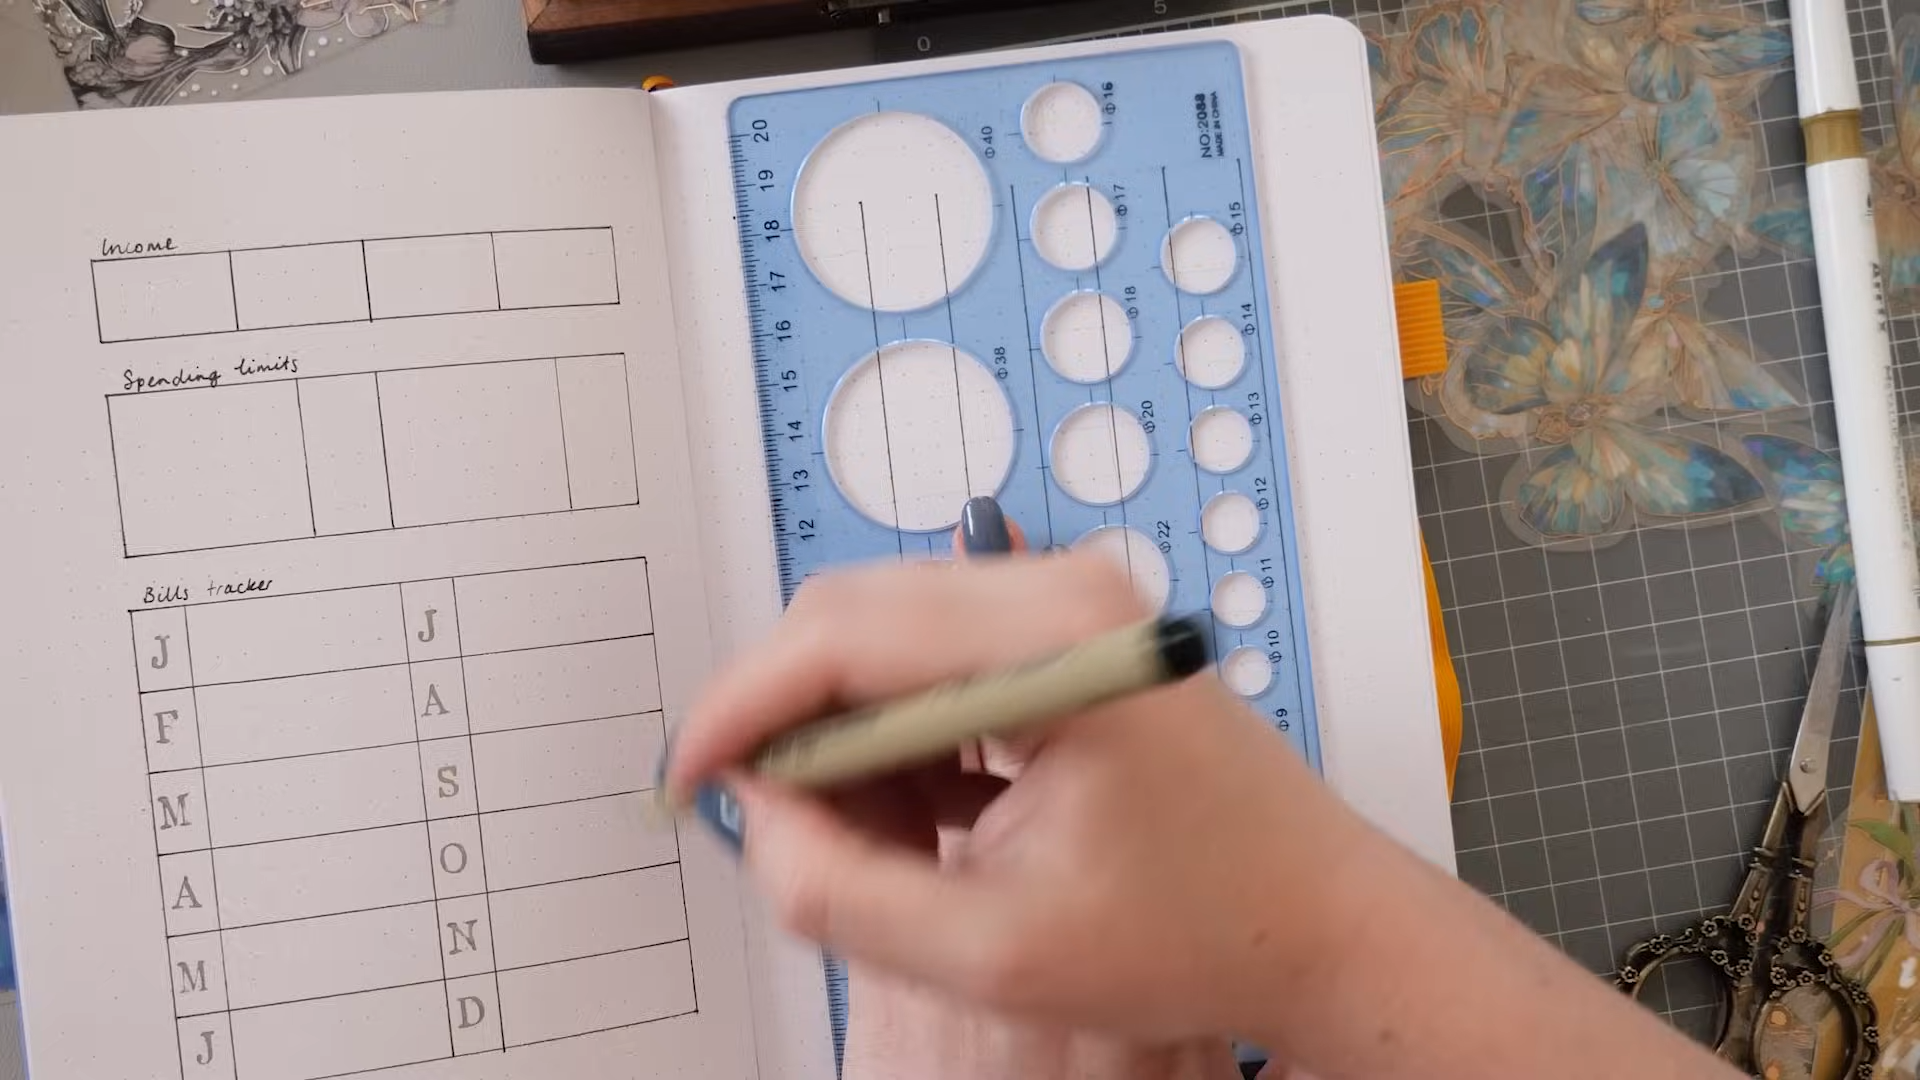 Income
Spending limits
Bills tracker
J J
F A
M S
A O
M N
J D
0 5
NO:2088
MADE IN CHINA
20
19
18
17
16
15
14
13
12
Φ40
Φ38
Φ16
Φ17
Φ18
Φ20
Φ22
Φ15
Φ14
Φ13
Φ12
Φ11
Φ10
Φ9